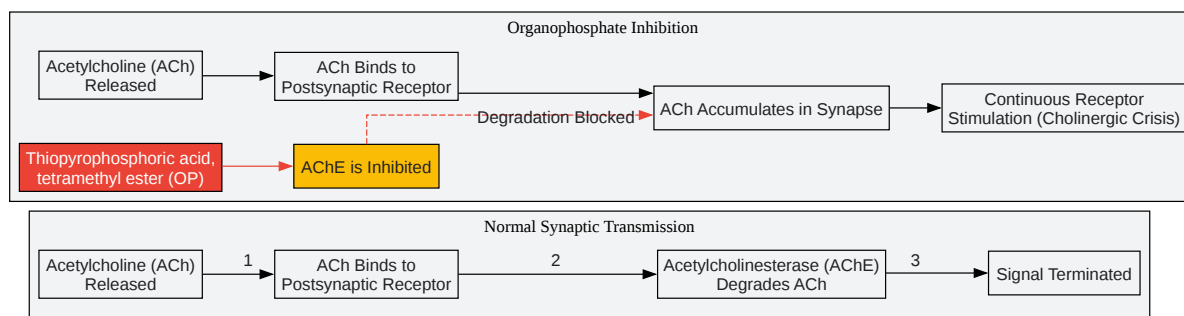 Organophosphate Inhibition
Acetylcholine (ACh)
Released
ACh Binds to
Postsynaptic Receptor
Degradation Blocked
ACh Accumulates in Synapse
Continuous Receptor
Stimulation (Cholinergic Crisis)
Thiopyrophosphoric acid,
tetramethyl ester (OP)
AChE is Inhibited
Normal Synaptic Transmission
Acetylcholine (ACh)
Released
1
ACh Binds to
Postsynaptic Receptor
2
Acetylcholinesterase (AChE)
Degrades ACh
3
Signal Terminated